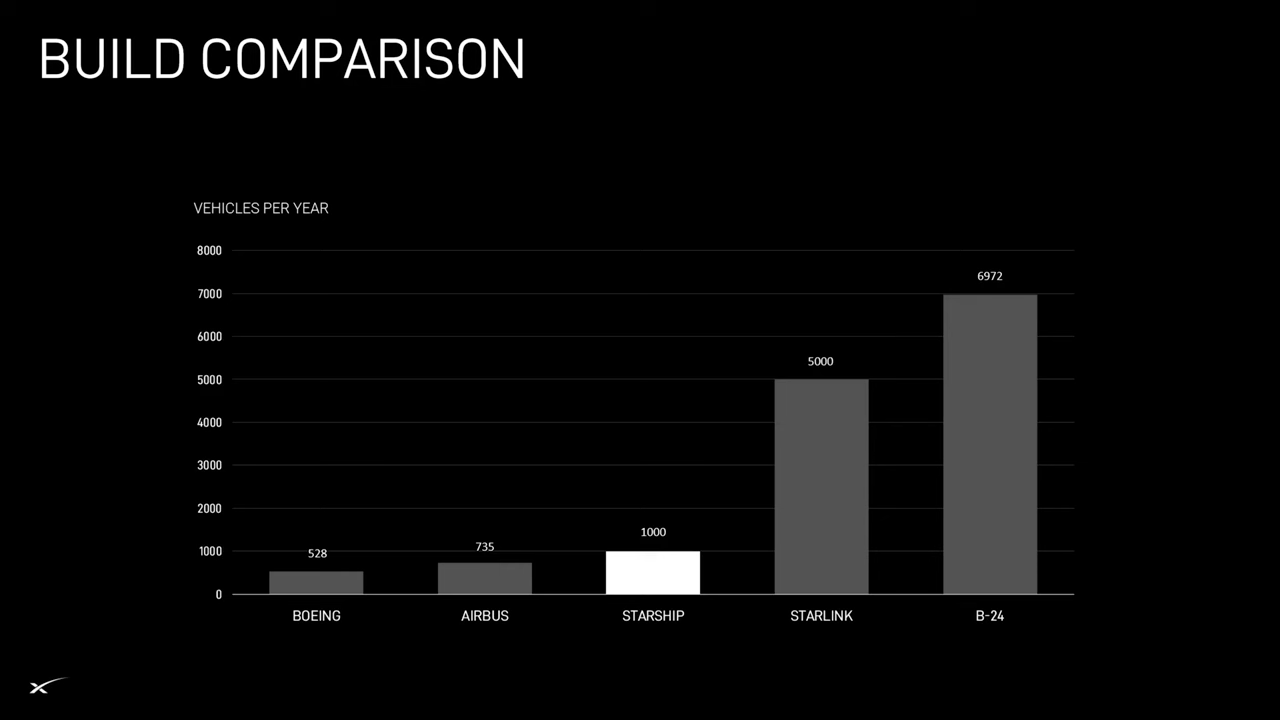 BUILD COMPARISON
VEHICLES PER YEAR
8000
7000
6000
5000
4000
3000
2000
1000
0
528
735
1000
5000
6972
BOEING
AIRBUS
STARSHIP
STARLINK
B-24